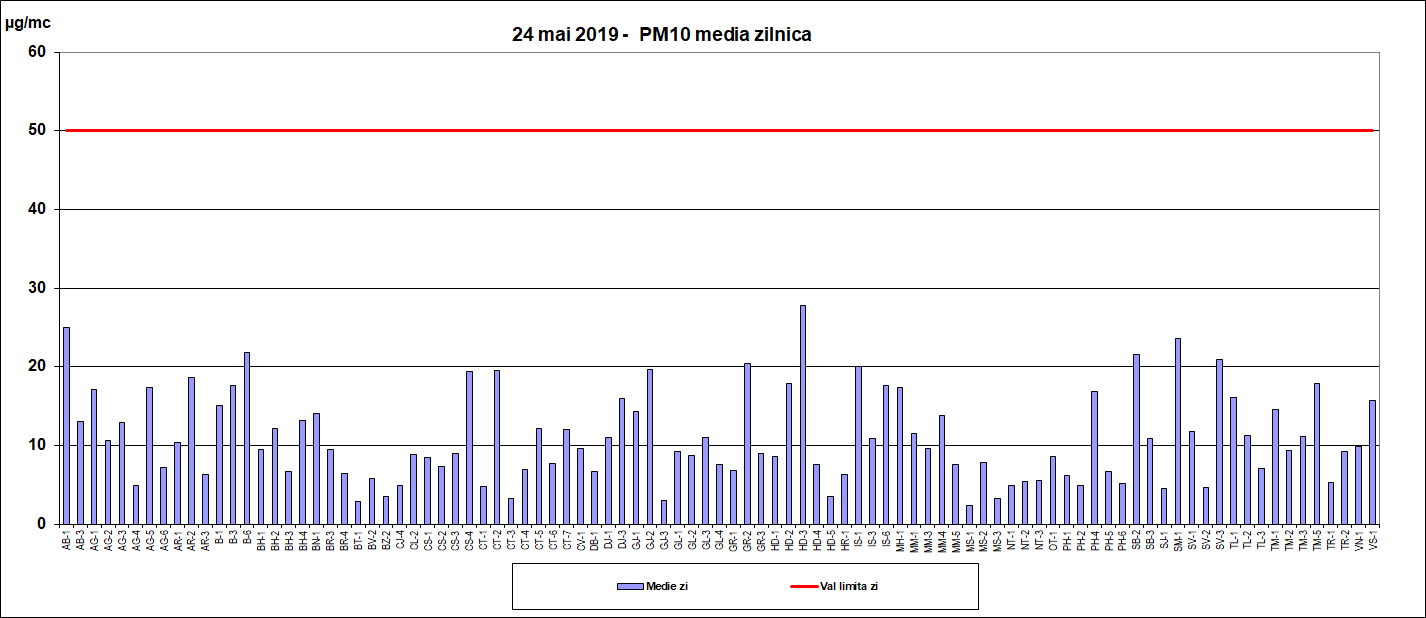 µg/mc
24 mai 2019 - PM10 media zilnica
60
50
40
30
20
10
0
AB-1 AB-3 AG-1 AG-2 AG-3 AG-4 AG-5 AG-6 AR-1 AR-2 AR-3 B-1 B-3 B-6 BH-1 BH-2 BH-3 BH-4 BN-1 BR-3 BR-4 BT-1 BV-2 BZ-2 CJ-4 CL-2 CS-1 CS-2 CS-3 CS-4 CT-1 CT-2 CT-3 CT-4 CT-5 CT-6 CT-7 CV-1 DB-1 DJ-1 DJ-3 GJ-1 GJ-2 GJ-3 GL-1 GL-2 GL-3 GL-4 GR-1 GR-2 GR-3 HD-1 HD-2 HD-3 HD-4 HD-5 HR-1 IS-1 IS-3 IS-6 MH-1 MM-1 MM-3 MM-4 MM-5 MS-1 MS-2 MS-3 NT-1 NT-2 NT-3 OT-1 PH-1 PH-2 PH-4 PH-5 PH-6 SB-2 SB-3 SJ-1 SM-1 SV-1 SV-2 SV-3 TL-1 TL-2 TL-3 TM-1 TM-2 TM-3 TM-5 TR-1 TR-2 VN-1 VS-1
Medie zi Val limita zi